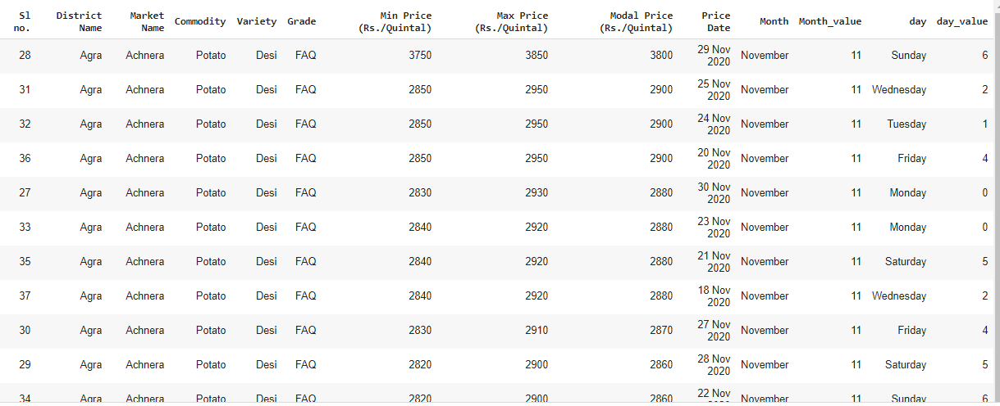 Sl no. District Name Market Name Commodity Variety Grade Min Price (Rs./Quintal) Max Price (Rs./Quintal) Modal Price (Rs./Quintal) Price Date Month Month_value day day_value
28 Agra Achnera Potato Desi FAQ 3750 3850 3800 29 Nov 2020 November 11 Sunday 6
31 Agra Achnera Potato Desi FAQ 2850 2950 2900 25 Nov 2020 November 11 Wednesday 2
32 Agra Achnera Potato Desi FAQ 2850 2950 2900 24 Nov 2020 November 11 Tuesday 1
36 Agra Achnera Potato Desi FAQ 2850 2950 2900 20 Nov 2020 November 11 Friday 4
27 Agra Achnera Potato Desi FAQ 2830 2930 2880 30 Nov 2020 November 11 Monday 0
33 Agra Achnera Potato Desi FAQ 2840 2920 2880 23 Nov 2020 November 11 Monday 0
35 Agra Achnera Potato Desi FAQ 2840 2920 2880 21 Nov 2020 November 11 Saturday 5
37 Agra Achnera Potato Desi FAQ 2840 2920 2880 18 Nov 2020 November 11 Wednesday 2
30 Agra Achnera Potato Desi FAQ 2830 2910 2870 27 Nov 2020 November 11 Friday 4
29 Agra Achnera Potato Desi FAQ 2820 2900 2860 28 Nov 2020 November 11 Saturday 5
34 Agra Achnera Potato Desi FAQ 2820 2900 2860 22 Nov November 11 Sunday 6